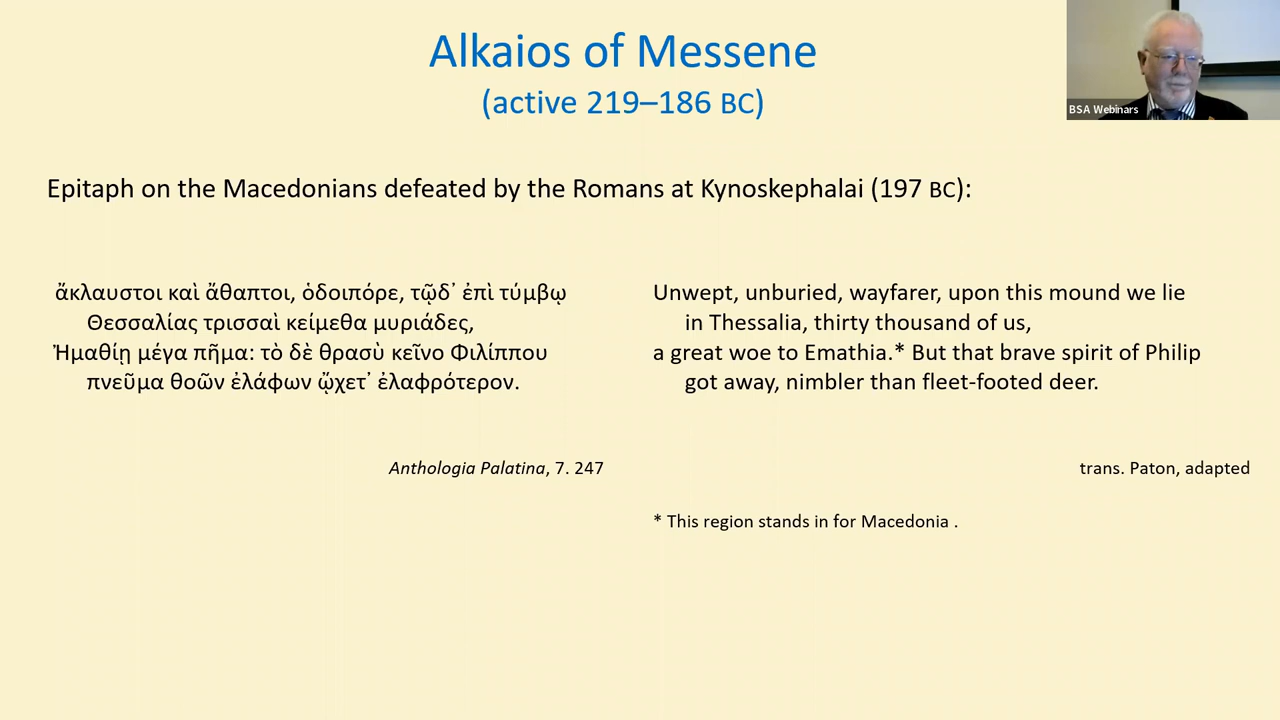 Alkaios of Messene
(active 219–186 BC)
BSA Webinars
Epitaph on the Macedonians defeated by the Romans at Kynoskephalai (197 BC):
ἄκλαυστοι καὶ ἄθαπτοι, ὁδοιπόρε, τῷδ᾽ ἐπὶ τύμβῳ
Θεσσαλίας τρισσαὶ κείμεθα μυριάδες,
Ἠμαθίῃ μέγα πῆμα: τὸ δὲ θρασὺ κεῖνο Φιλίππου
πνεῦμα θοῶν ἐλάφων ᾤχετ᾽ ἐλαφρότερον.
Anthologia Palatina, 7. 247
Unwept, unburied, wayfarer, upon this mound we lie
in Thessalia, thirty thousand of us,
a great woe to Emathia.* But that brave spirit of Philip
got away, nimbler than fleet-footed deer.
trans. Paton, adapted
* This region stands in for Macedonia .